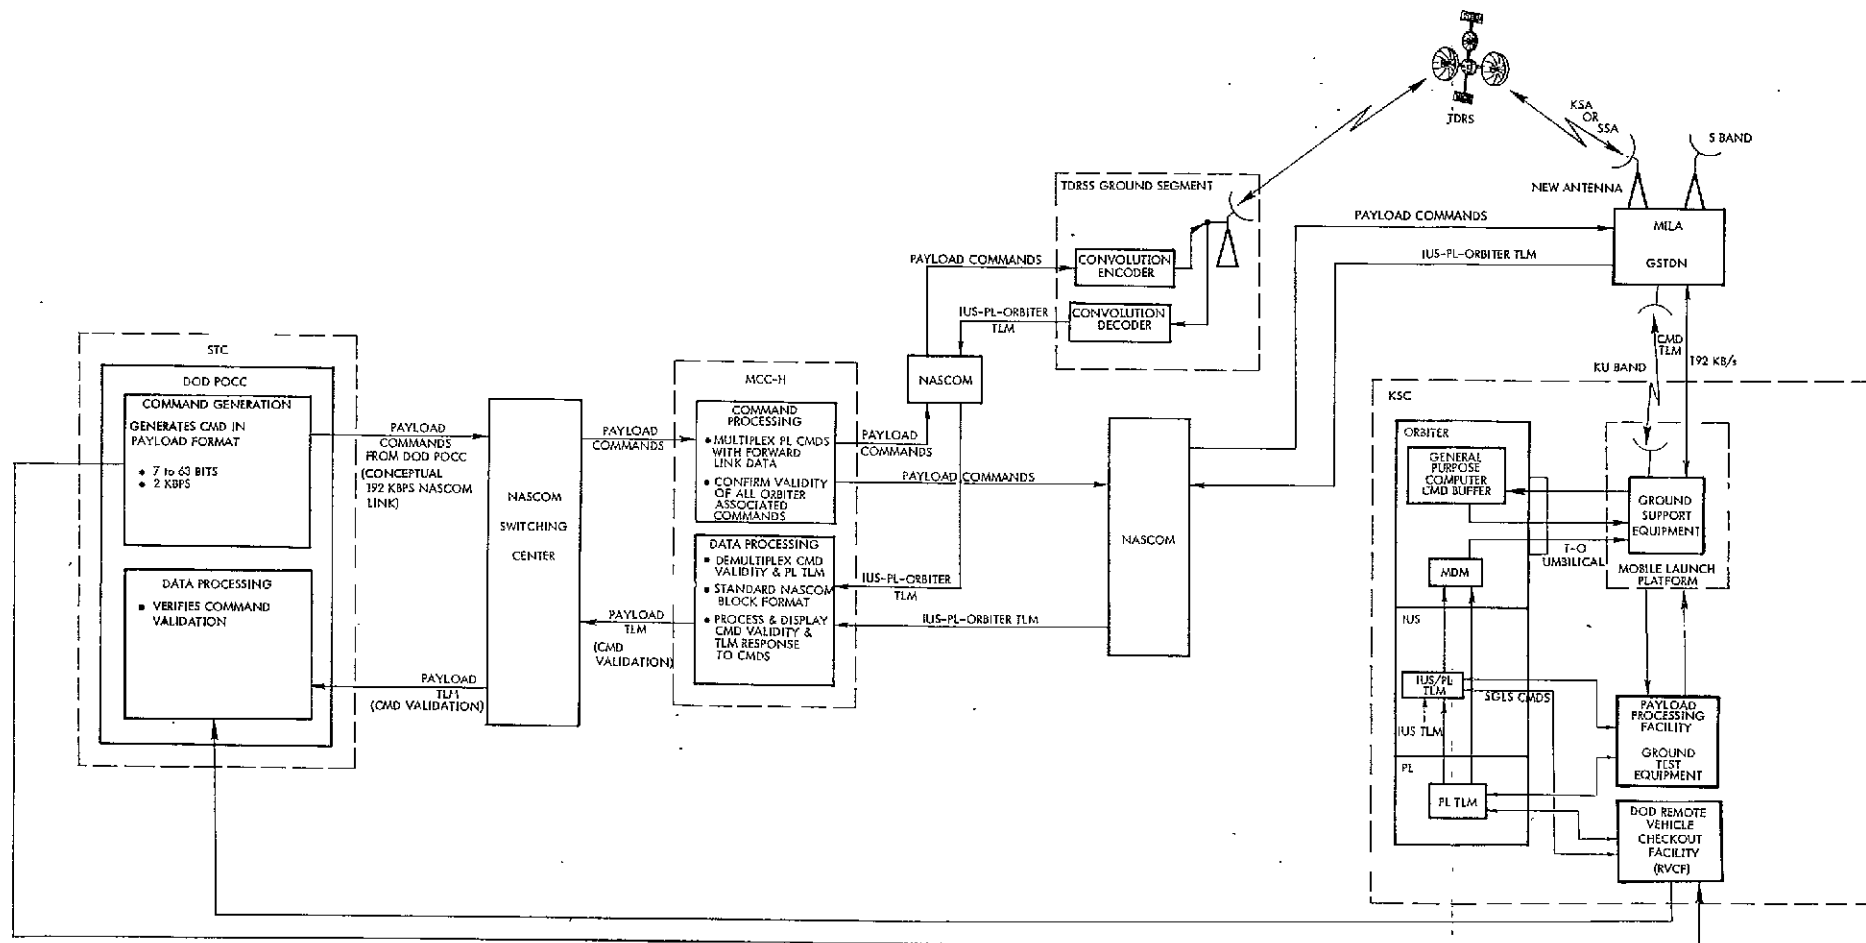 TDRS
KSA
OR
SSA
S BAND
NEW ANTENNA
MILA
GSTDN
TDRSS GROUND SEGMENT
PAYLOAD COMMANDS
CONVOLUTION
ENCODER
IUS-PL-ORBITER
TLM
CONVOLUTION
DECODER
PAYLOAD COMMANDS
IUS-PL-ORBITER TLM
NASCOM
CMD
TLM
192 KB/s
KU BAND
STC
DOD POCC
COMMAND GENERATION
GENERATES CMD IN
PAYLOAD FORMAT
• 7 to 63 BITS
• 2 KBPS
DATA PROCESSING
• VERIFIES COMMAND
VALIDATION
PAYLOAD
COMMANDS
FROM DOD POCC
(CONCEPTUAL
192 KBPS NASCOM
LINK)
PAYLOAD
TLM
(CMD VALIDATION)
NASCOM
SWITCHING
CENTER
PAYLOAD
COMMANDS
PAYLOAD
TLM
(CMD
VALIDATION)
MCC-H
COMMAND
PROCESSING
• MULTIPLEX PL CMDS
WITH FORWARD
LINK DATA
• CONFIRM VALIDITY
OF ALL ORBITER
ASSOCIATED
COMMANDS
DATA PROCESSING
• DEMULTIPLEX CMD
VALIDITY & PL TLM
• STANDARD NASCOM
BLOCK FORMAT
• PROCESS & DISPLAY
CMD VALIDITY &
TLM RESPONSE
TO CMDS
PAYLOAD
COMMANDS
PAYLOAD COMMANDS
IUS-PL-ORBITER
TLM
IUS-PL-ORBITER TLM
NASCOM
KSC
ORBITER
GENERAL
PURPOSE
COMPUTER
CMD BUFFER
MDM
IUS
IUS/PL
TLM
IUS TLM
SGLS CMDS
PL
PL TLM
T-O
UMBILICAL
GROUND
SUPPORT
EQUIPMENT
MOBILE LAUNCH
PLATFORM
PAYLOAD
PROCESSING
FACILITY
GROUND
TEST
EQUIPMENT
DOD REMOTE
VEHICLE
CHECKOUT
FACILITY
(RVCF)